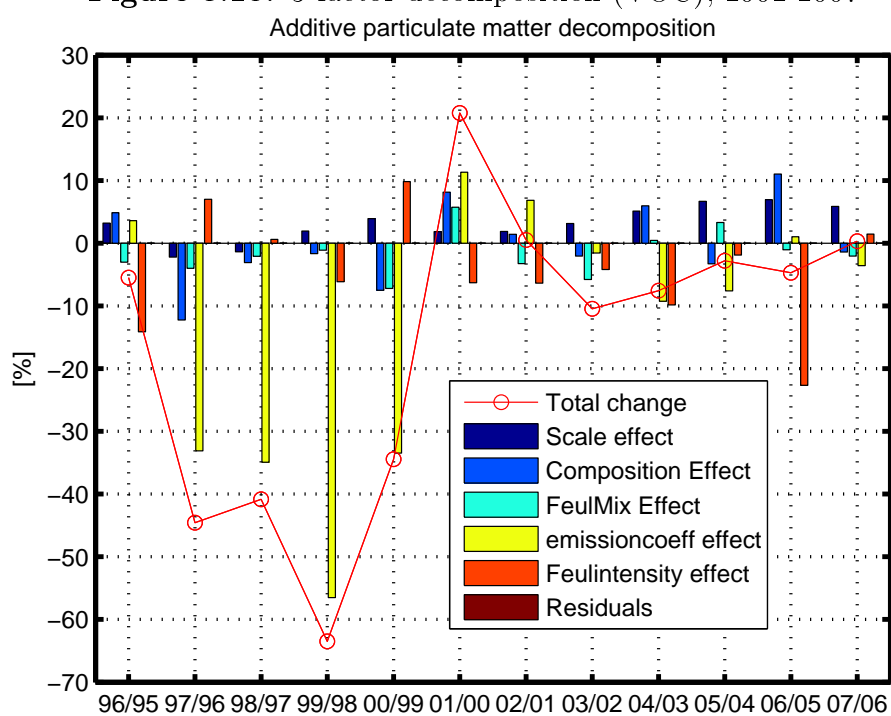 Additive particulate matter decomposition
30
20
10
0
−10
−20
−30
−40
−50
−60
−70
[%]
Total change
Scale effect
Composition Effect
FeulMix Effect
emissioncoeff effect
Feulintensity effect
Residuals
96/95 97/96 98/97 99/98 00/99 01/00 02/01 03/02 04/03 05/04 06/05 07/06